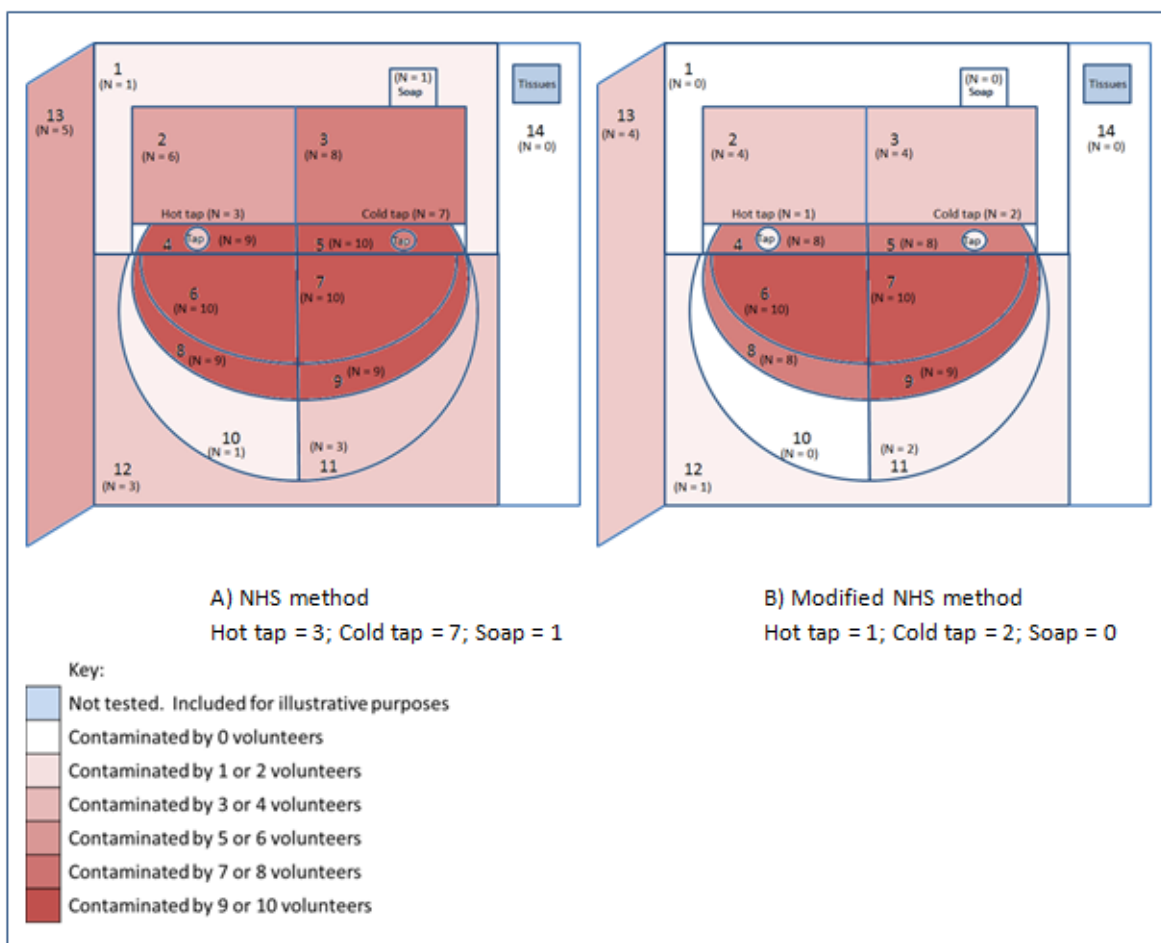 1
(N = 1)
(N = 1)
Soap
Tissues
13
(N = 5)
2
(N = 6)
3
(N = 8)
14
(N = 0)
Hot tap (N = 3)
Cold tap (N = 7)
4
Tap
(N = 9)
5
(N = 10)
Tap
6
(N = 10)
7
(N = 10)
8
(N = 9)
9
(N = 9)
10
(N = 1)
(N = 3)
11
12
(N = 3)
1
(N = 0)
(N = 0)
Soap
Tissues
13
(N = 4)
2
(N = 4)
3
(N = 4)
14
(N = 0)
Hot tap (N = 1)
Cold tap (N = 2)
4
Tap
(N = 8)
5
(N = 8)
Tap
6
(N = 10)
7
(N = 10)
8
(N = 8)
9
(N = 9)
10
(N = 0)
(N = 2)
11
12
(N = 1)
A) NHS method
Hot tap = 3; Cold tap = 7; Soap = 1
B) Modified NHS method
Hot tap = 1; Cold tap = 2; Soap = 0
Key:
Not tested. Included for illustrative purposes
Contaminated by 0 volunteers
Contaminated by 1 or 2 volunteers
Contaminated by 3 or 4 volunteers
Contaminated by 5 or 6 volunteers
Contaminated by 7 or 8 volunteers
Contaminated by 9 or 10 volunteers